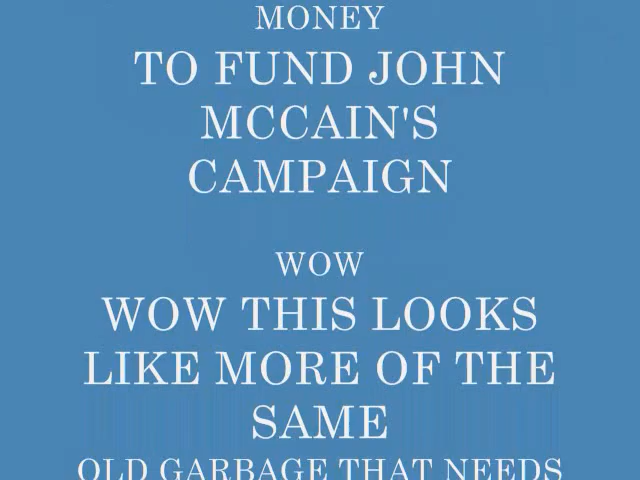 MONEY
TO FUND JOHN
MCCAIN'S
CAMPAIGN
WOW
WOW THIS LOOKS
LIKE MORE OF THE
SAME
OLD GARBAGE THAT NEEDS